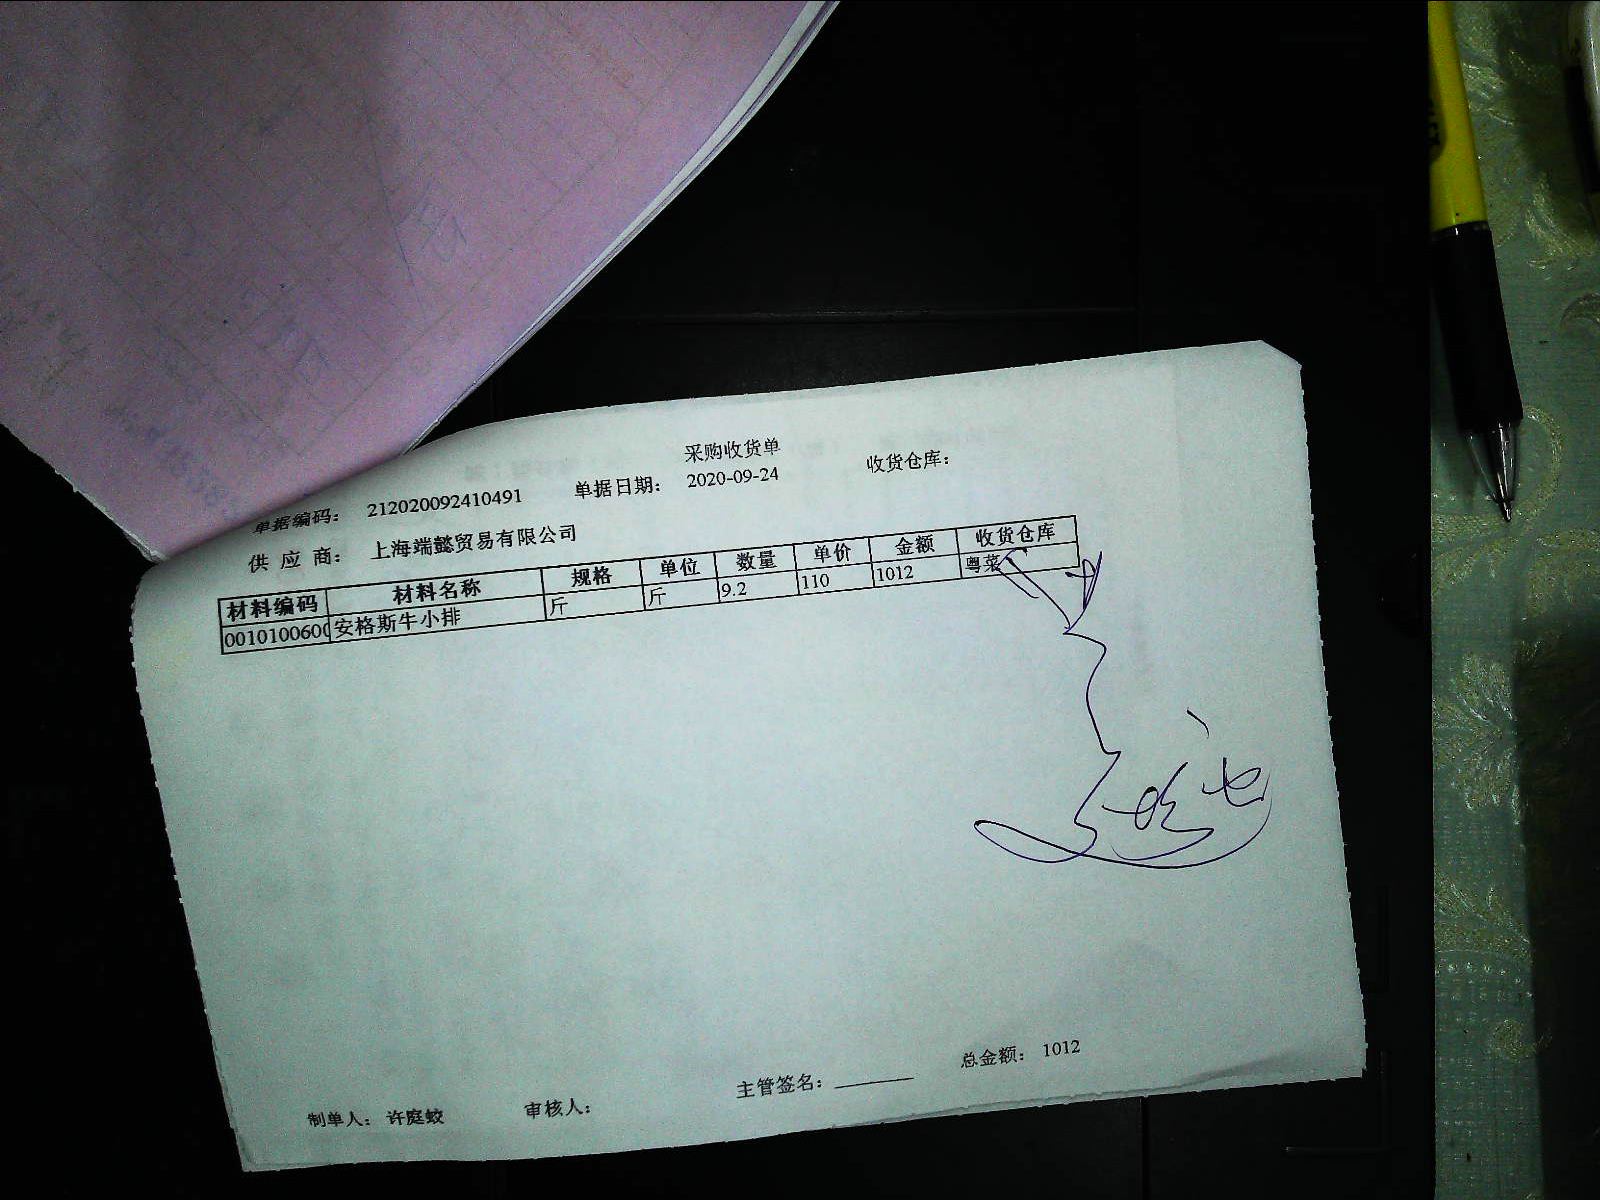 采购收货单
单据编码： 212020092410491 单据日期： 2020-09-24 收货仓库：
供应商： 上海端懿贸易有限公司
材料编码 材料名称 规格 单位 数量 单价 金额 收货仓库
0010100600 安格斯牛小排 斤 斤 9.2 110 1012 粤菜
总金额： 1012
制单人： 许庭蛟 审核人： 主管签名：